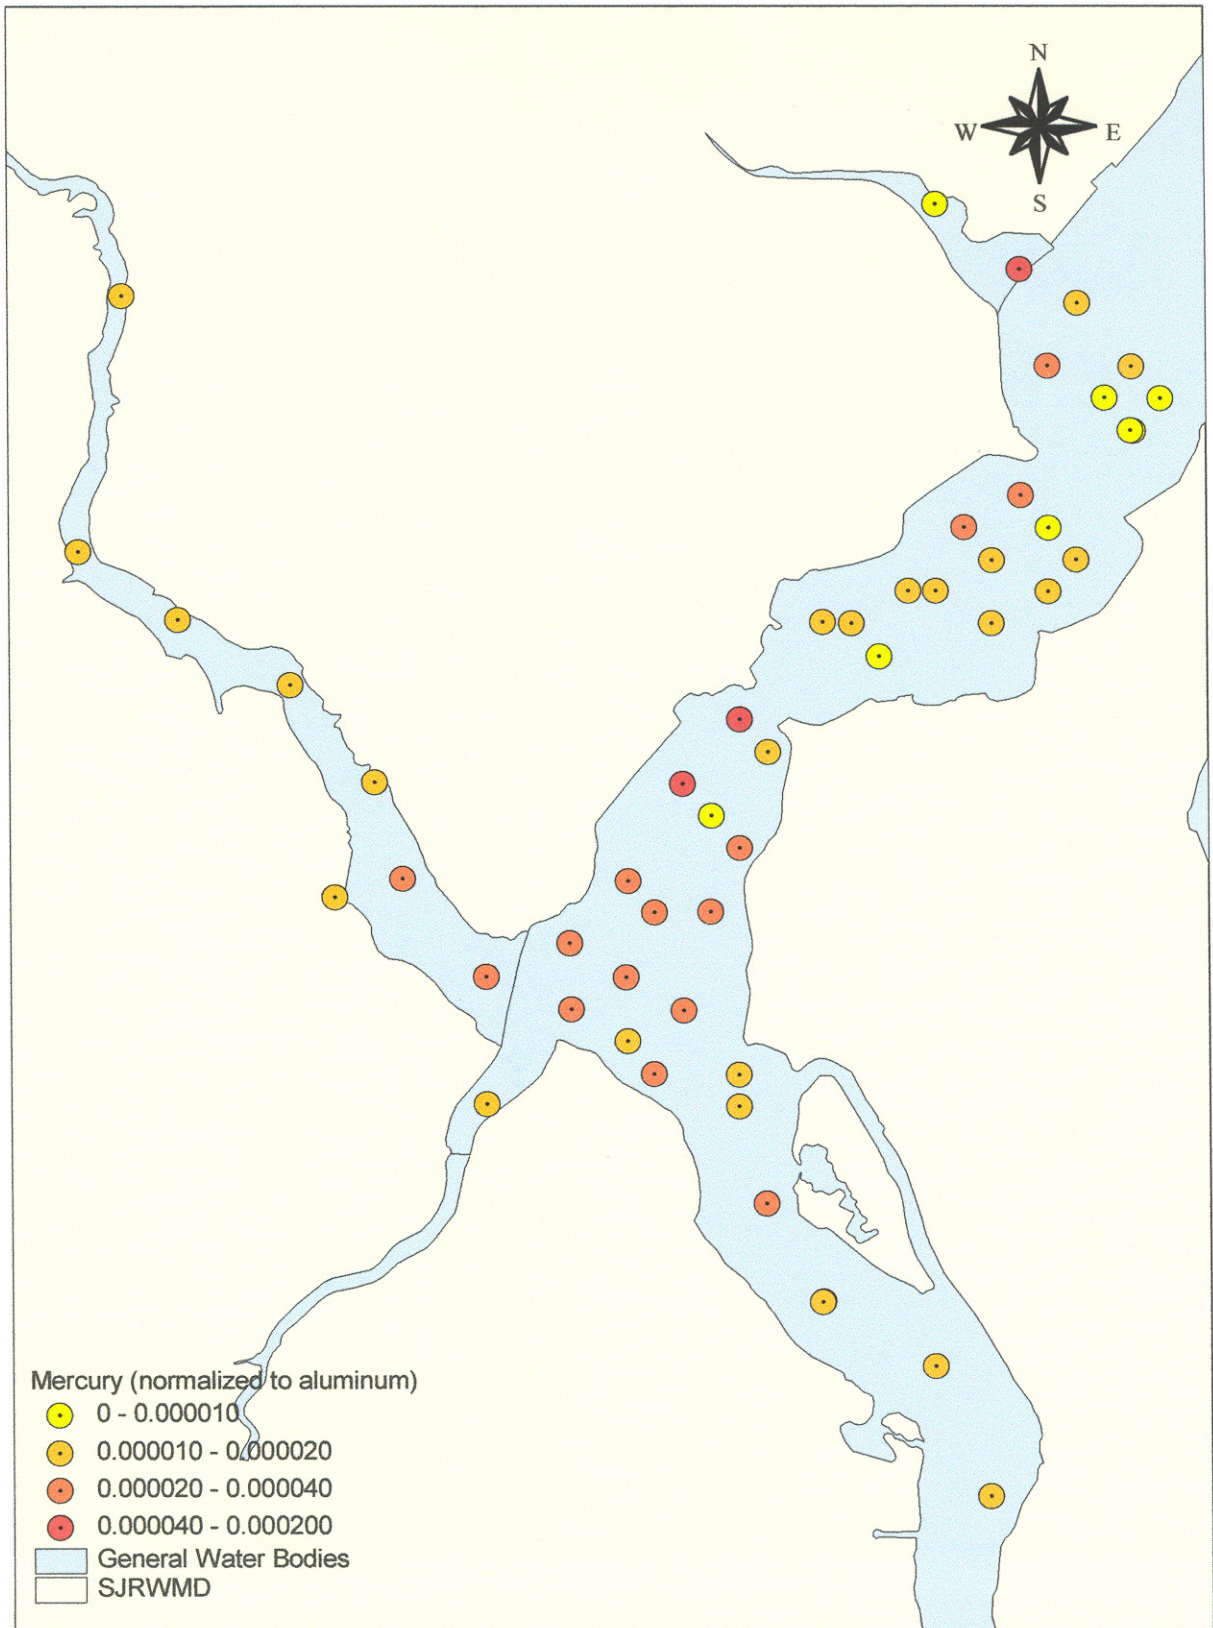 N
W E
S
Mercury (normalized to aluminum)
0 - 0.000010
0.000010 - 0.000020
0.000020 - 0.000040
0.000040 - 0.000200
General Water Bodies
SJRWMD